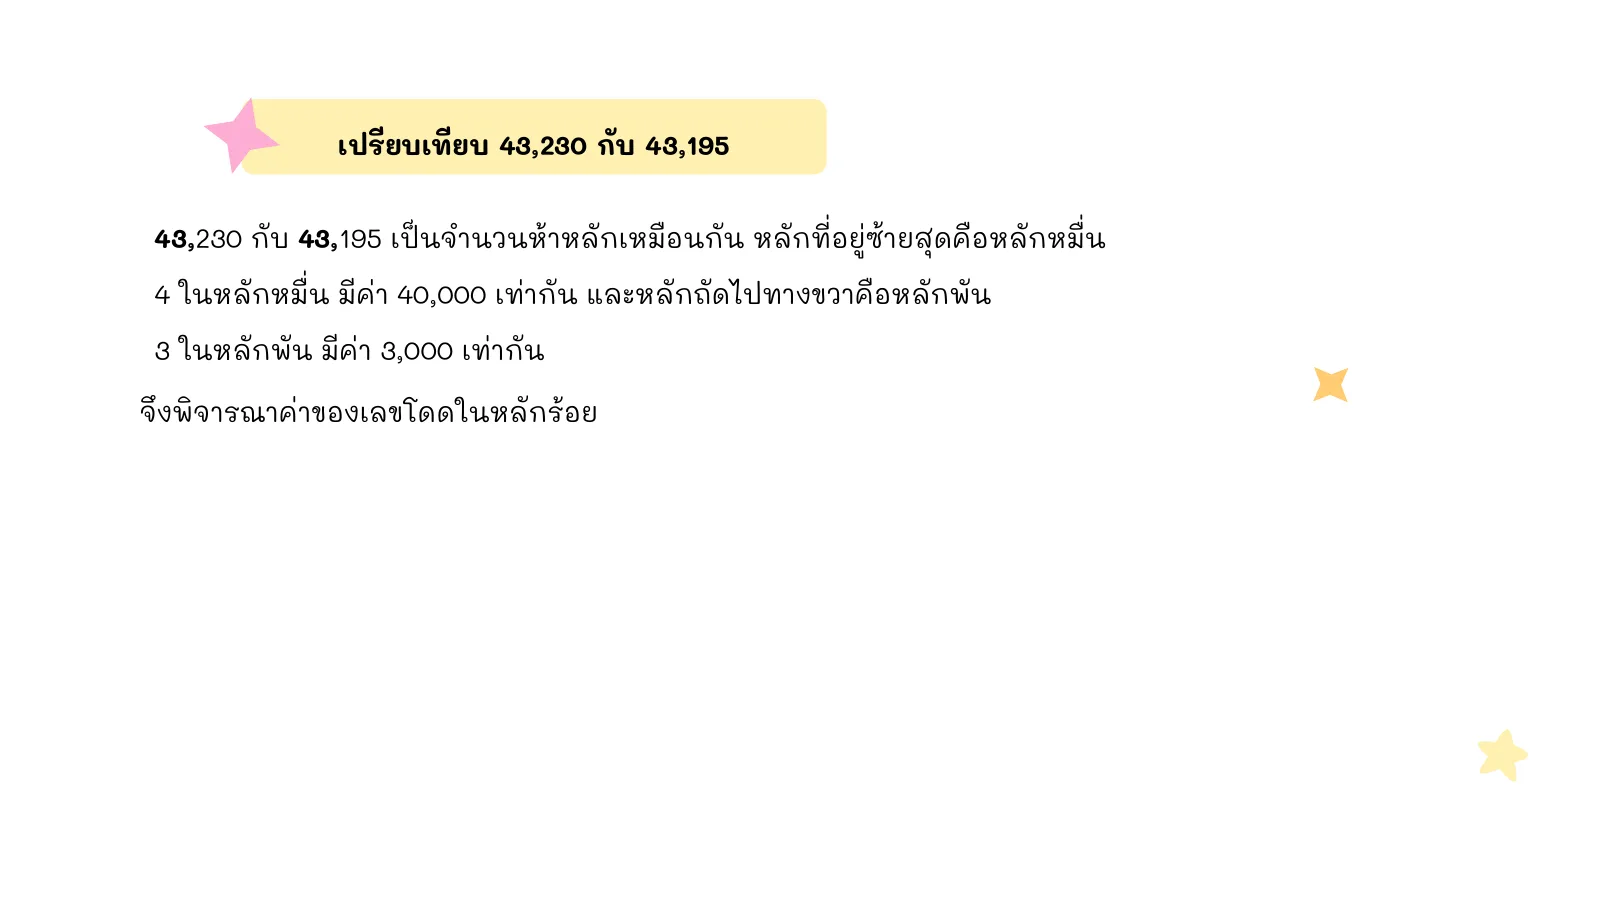 เปรียบเทียบ 43,230 กับ 43,195
43,230 กับ 43,195 เป็นจำนวนห้าหลักเหมือนกัน หลักที่อยู่ซ้ายสุดคือหลักหมื่น
4 ในหลักหมื่น มีค่า 40,000 เท่ากัน และหลักถัดไปทางขวาคือหลักพัน
3 ในหลักพัน มีค่า 3,000 เท่ากัน
จึงพิจารณาค่าของเลขโดดในหลักร้อย